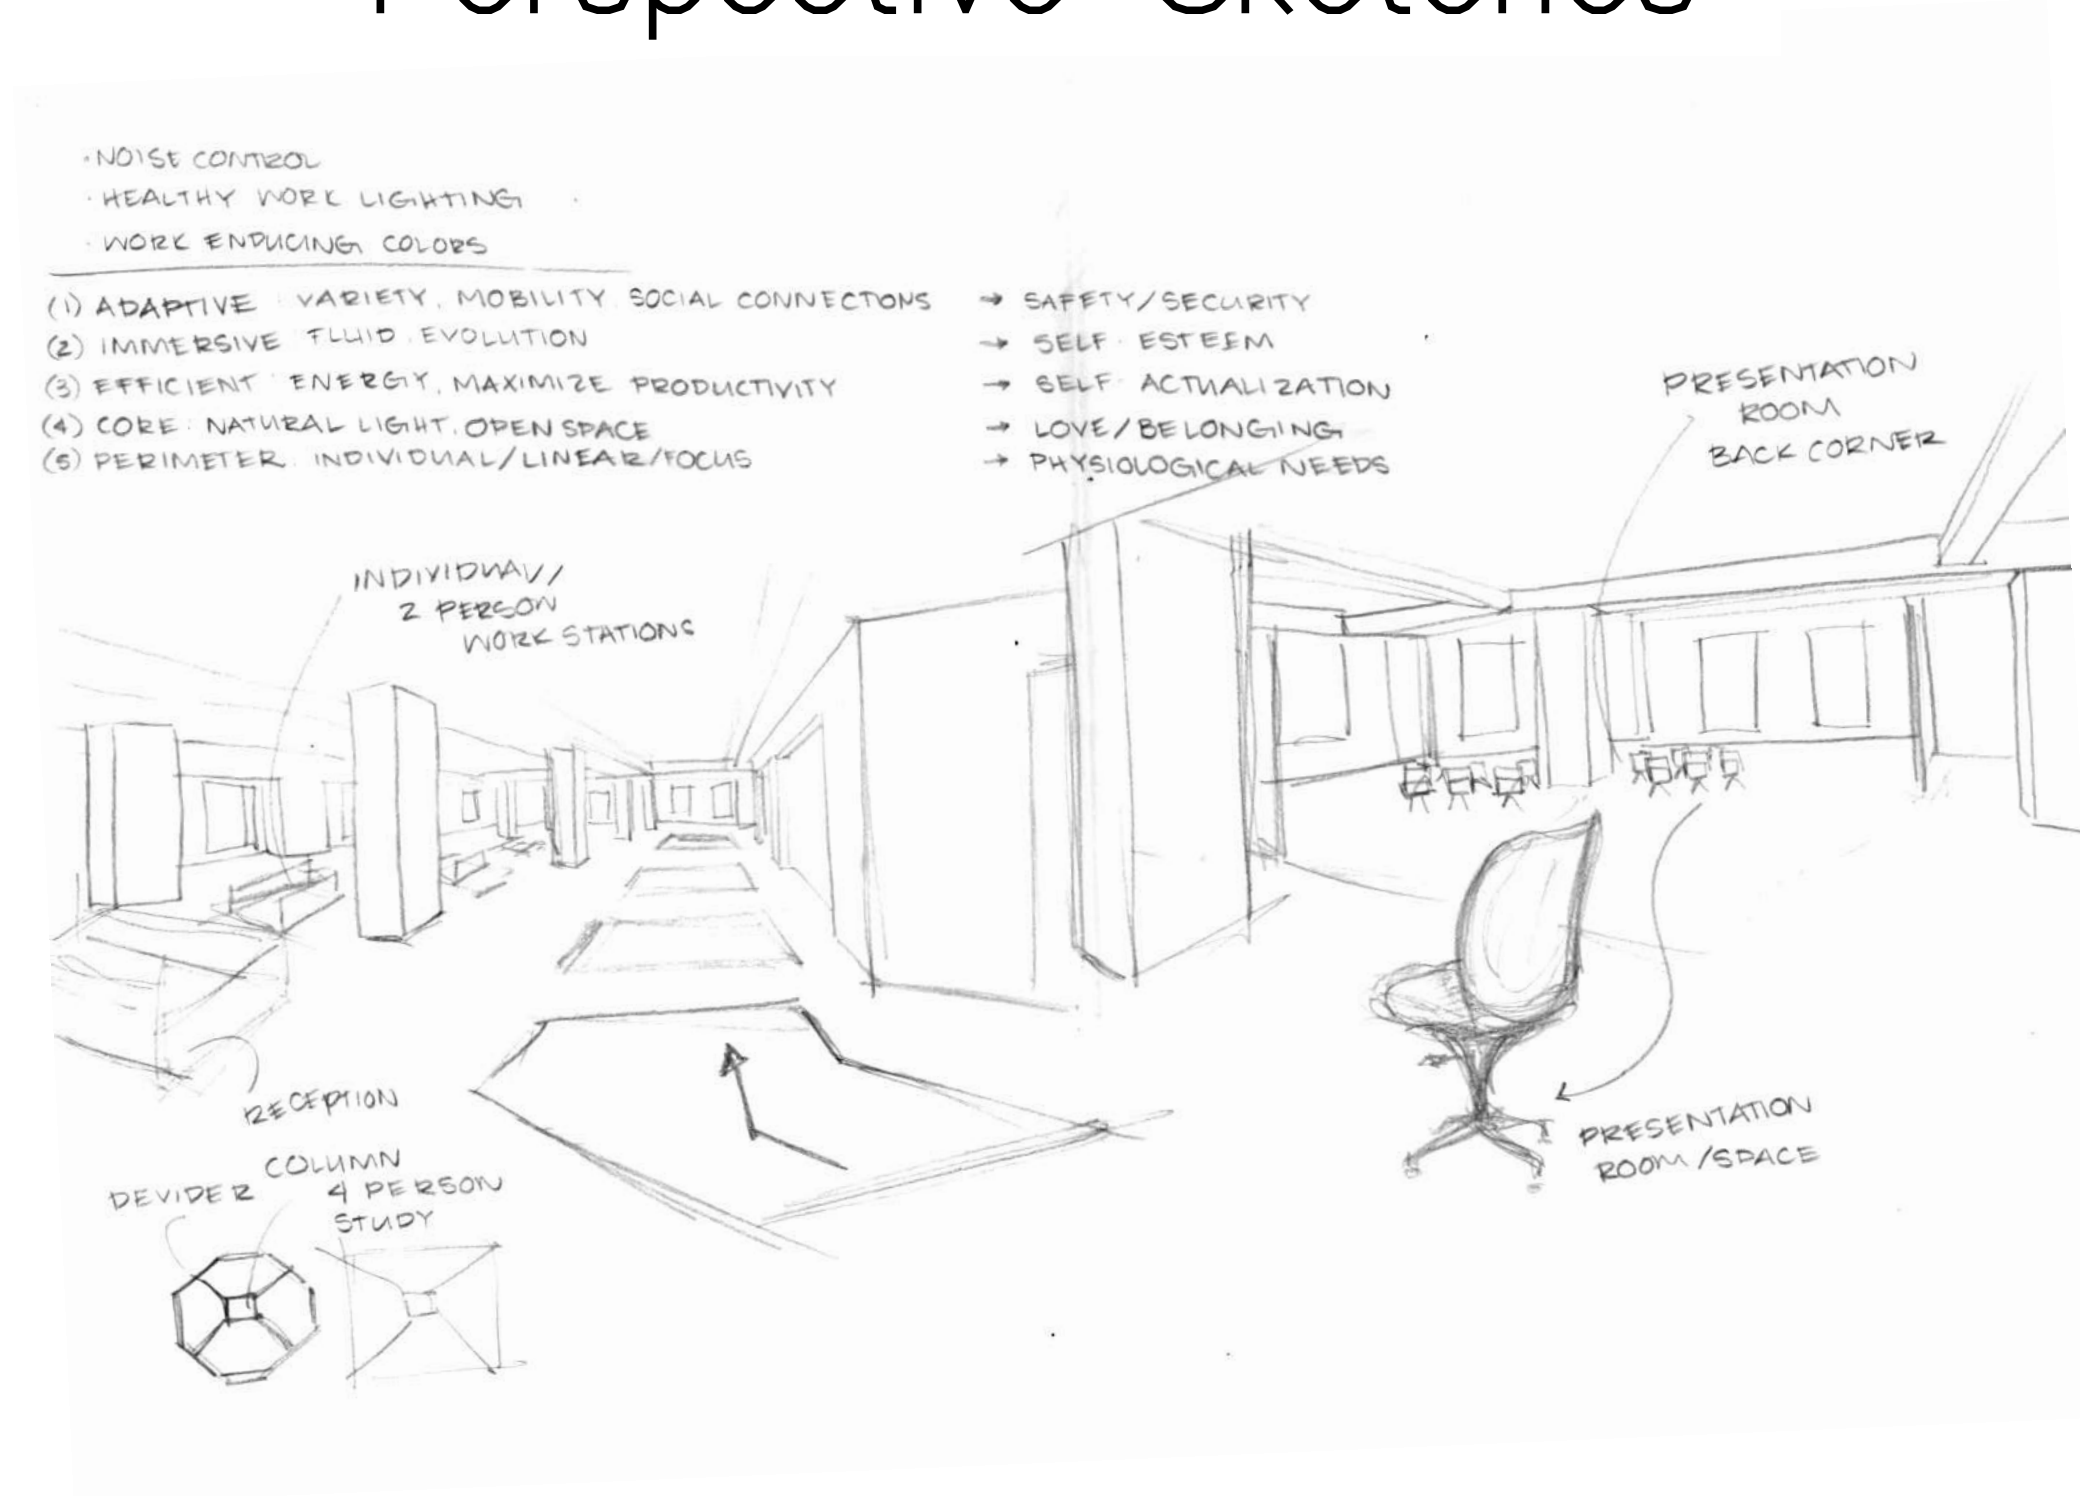 Perspective Sketches
· NOISE CONTROL
· HEALTHY WORK LIGHTING
· WORK ENDUCING COLORS
(1) ADAPTIVE : VARIETY, MOBILITY, SOCIAL CONNECTIONS → SAFETY/SECURITY
(2) IMMERSIVE : FLUID, EVOLUTION → SELF · ESTEEM
(3) EFFICIENT : ENERGY, MAXIMIZE PRODUCTIVITY → SELF · ACTUALIZATION
(4) CORE : NATURAL LIGHT, OPEN SPACE → LOVE/BELONGING
(5) PERIMETER : INDIVIDUAL/LINEAR/FOCUS → PHYSIOLOGICAL NEEDS
PRESENTATION
ROOM
BACK CORNER
INDIVIDUAL/
2 PERSON
WORK STATIONS
RECEPTION
COLUMN
DEVIDER
4 PERSON
STUDY
PRESENTATION
ROOM/SPACE